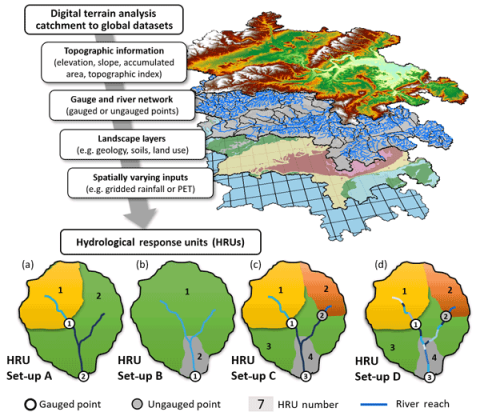 Digital terrain analysis
catchment to global datasets
Topographic information
(elevation, slope, accumulated
area, topographic index)
Gauge and river network
(gauged or ungauged points)
Landscape layers
(e.g. geology, soils, land use)
Spatially varying inputs
(e.g. gridded rainfall or PET)
Hydrological response units (HRUs)
(a)
1
2
1
2
HRU
Set-up A
(b)
1
2
1
HRU
Set-up B
(c)
1
2
1
2
3
4
3
HRU
Set-up C
(d)
1
2
1
2
3
4
3
HRU
Set-up D
Gauged point
Ungauged point
7
HRU number
River reach